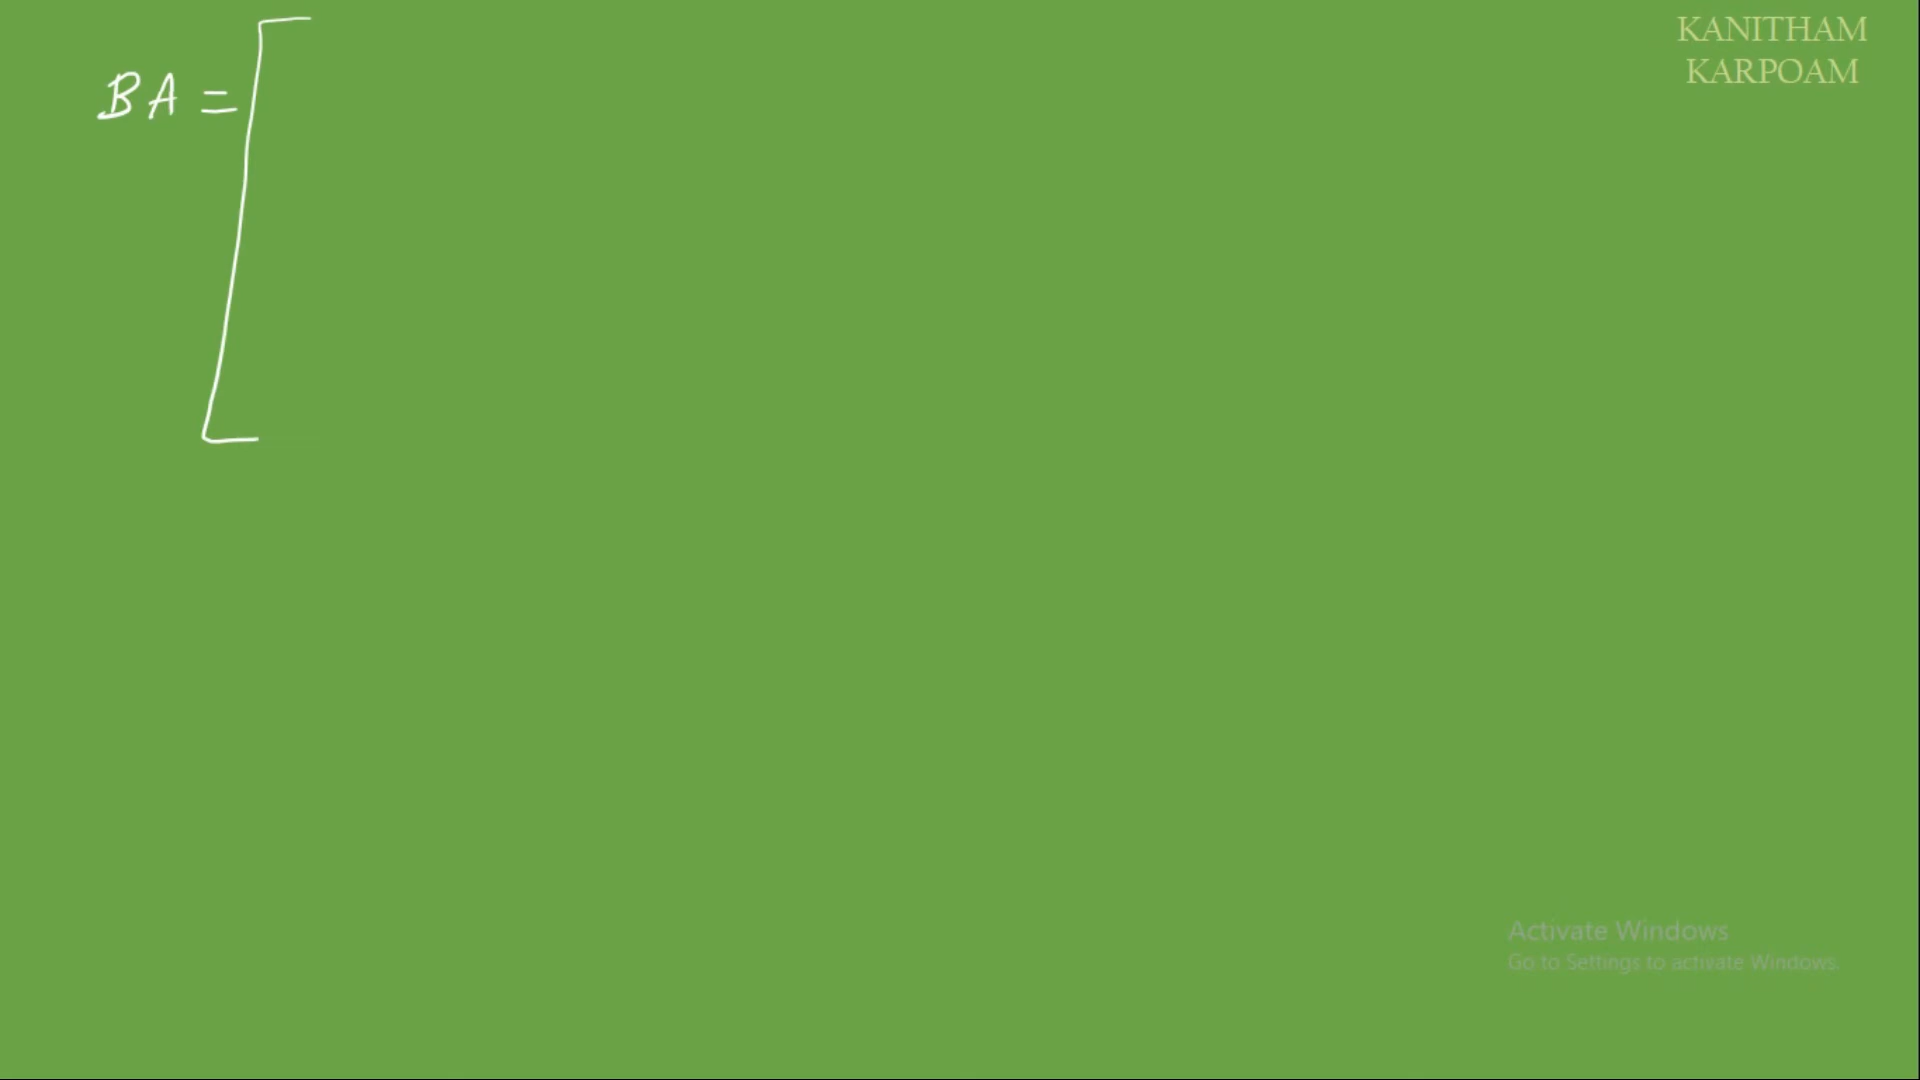 BA = [
KANITHAM
KARPOAM
Activate Windows
Go to Settings to activate Windows.